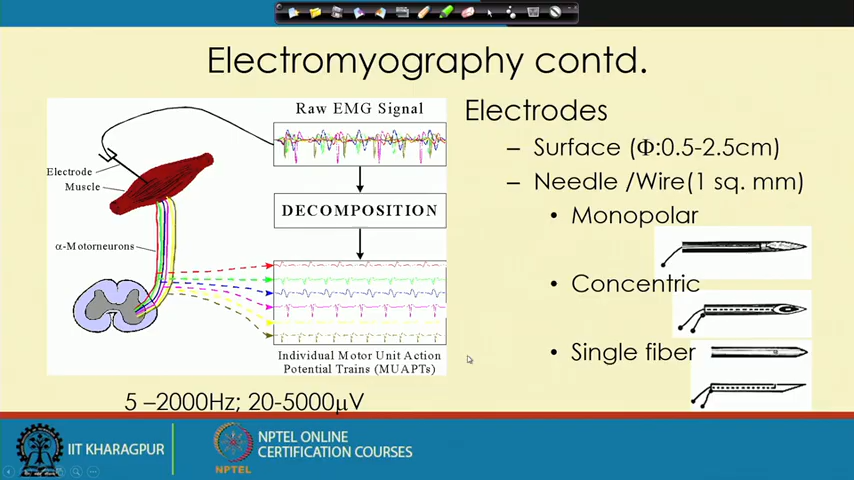 Electromyography contd.
Raw EMG Signal
Electrode
Muscle
DECOMPOSITION
α-Motorneurons
Individual Motor Unit Action
Potential Trains (MUAPTs)
5 –2000Hz; 20-5000μV
Electrodes
– Surface (Φ:0.5-2.5cm)
– Needle /Wire(1 sq. mm)
• Monopolar
• Concentric
• Single fiber
IIT KHARAGPUR
NPTEL
NPTEL ONLINE
CERTIFICATION COURSES